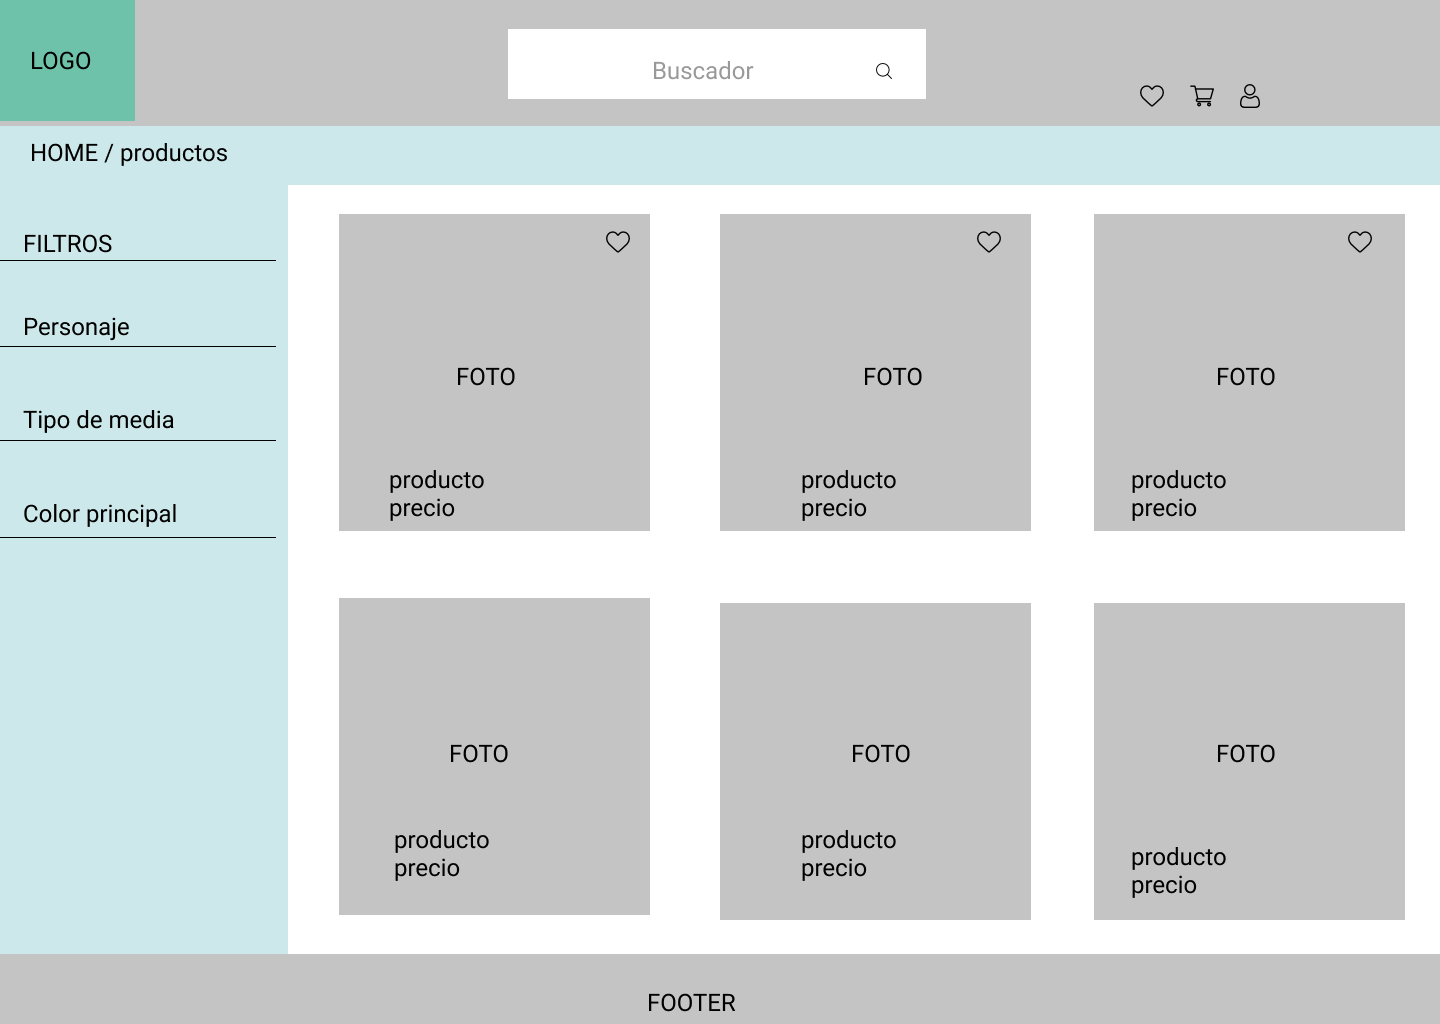 LOGO
Buscador
HOME / productos
FILTROS
Personaje
Tipo de media
Color principal
FOTO
producto
precio
FOTO
producto
precio
FOTO
producto
precio
FOTO
producto
precio
FOTO
producto
precio
FOTO
producto
precio
FOOTER